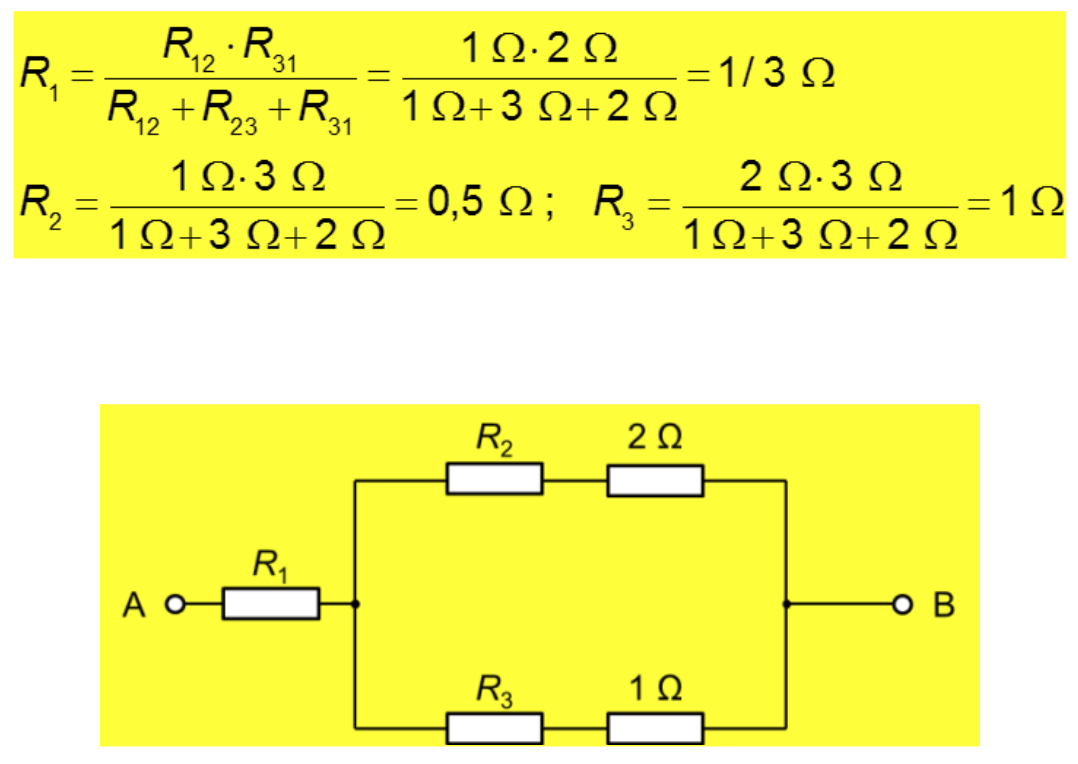 R₁ = (R₁₂ · R₃₁) / (R₁₂ + R₂₃ + R₃₁) = (1 Ω · 2 Ω) / (1 Ω + 3 Ω + 2 Ω) = 1/3 Ω
R₂ = (1 Ω · 3 Ω) / (1 Ω + 3 Ω + 2 Ω) = 0,5 Ω ; R₃ = (2 Ω · 3 Ω) / (1 Ω + 3 Ω + 2 Ω) = 1 Ω
R₂ 2 Ω
R₁
A B
R₃ 1 Ω